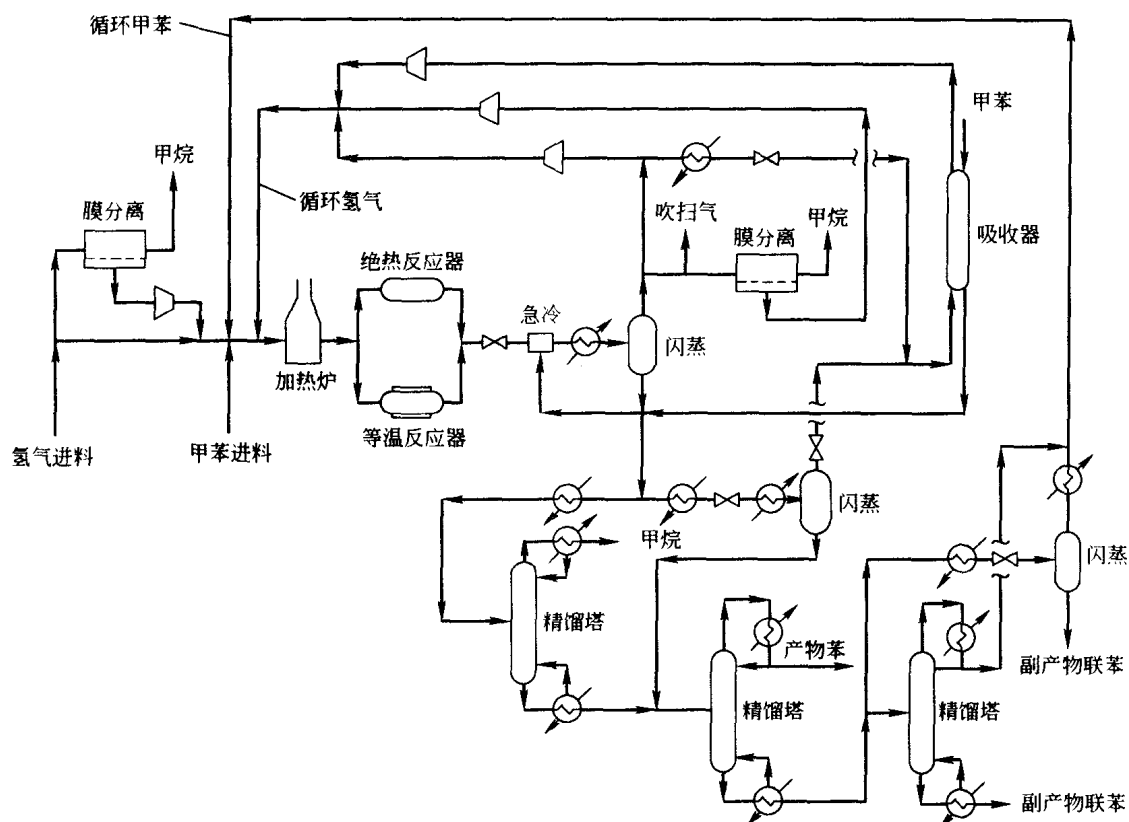 循环甲苯
甲苯
甲烷
膜分离
循环氢气
吹扫气
膜分离
甲烷
吸收器
绝热反应器
急冷
闪蒸
加热炉
等温反应器
氢气进料
甲苯进料
闪蒸
甲烷
闪蒸
精馏塔
产物苯
副产物联苯
精馏塔
精馏塔
副产物联苯